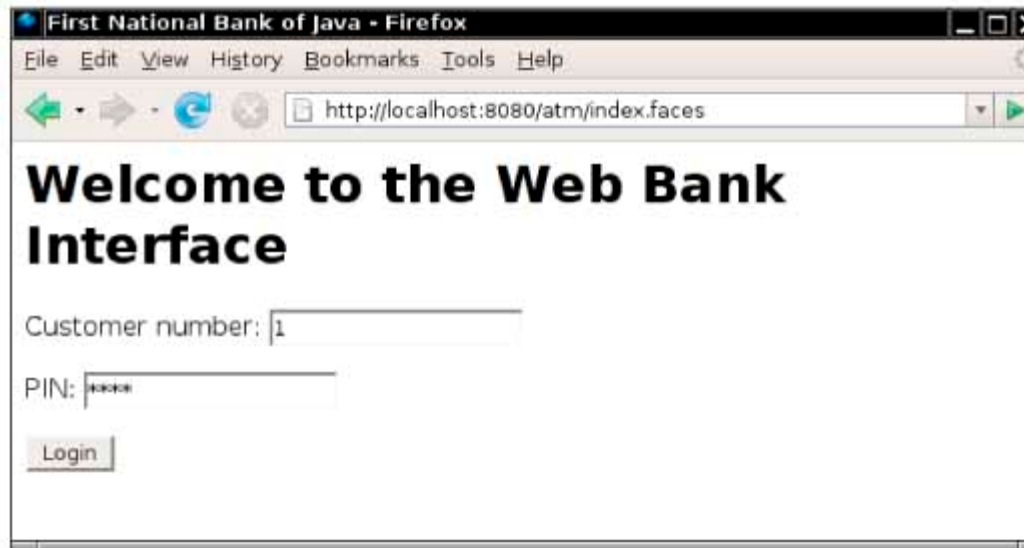 First National Bank of Java - Firefox
File Edit View History Bookmarks Tools Help
http://localhost:8080/atm/index.faces
Welcome to the Web Bank
Interface
Customer number: 1
PIN: ****
Login